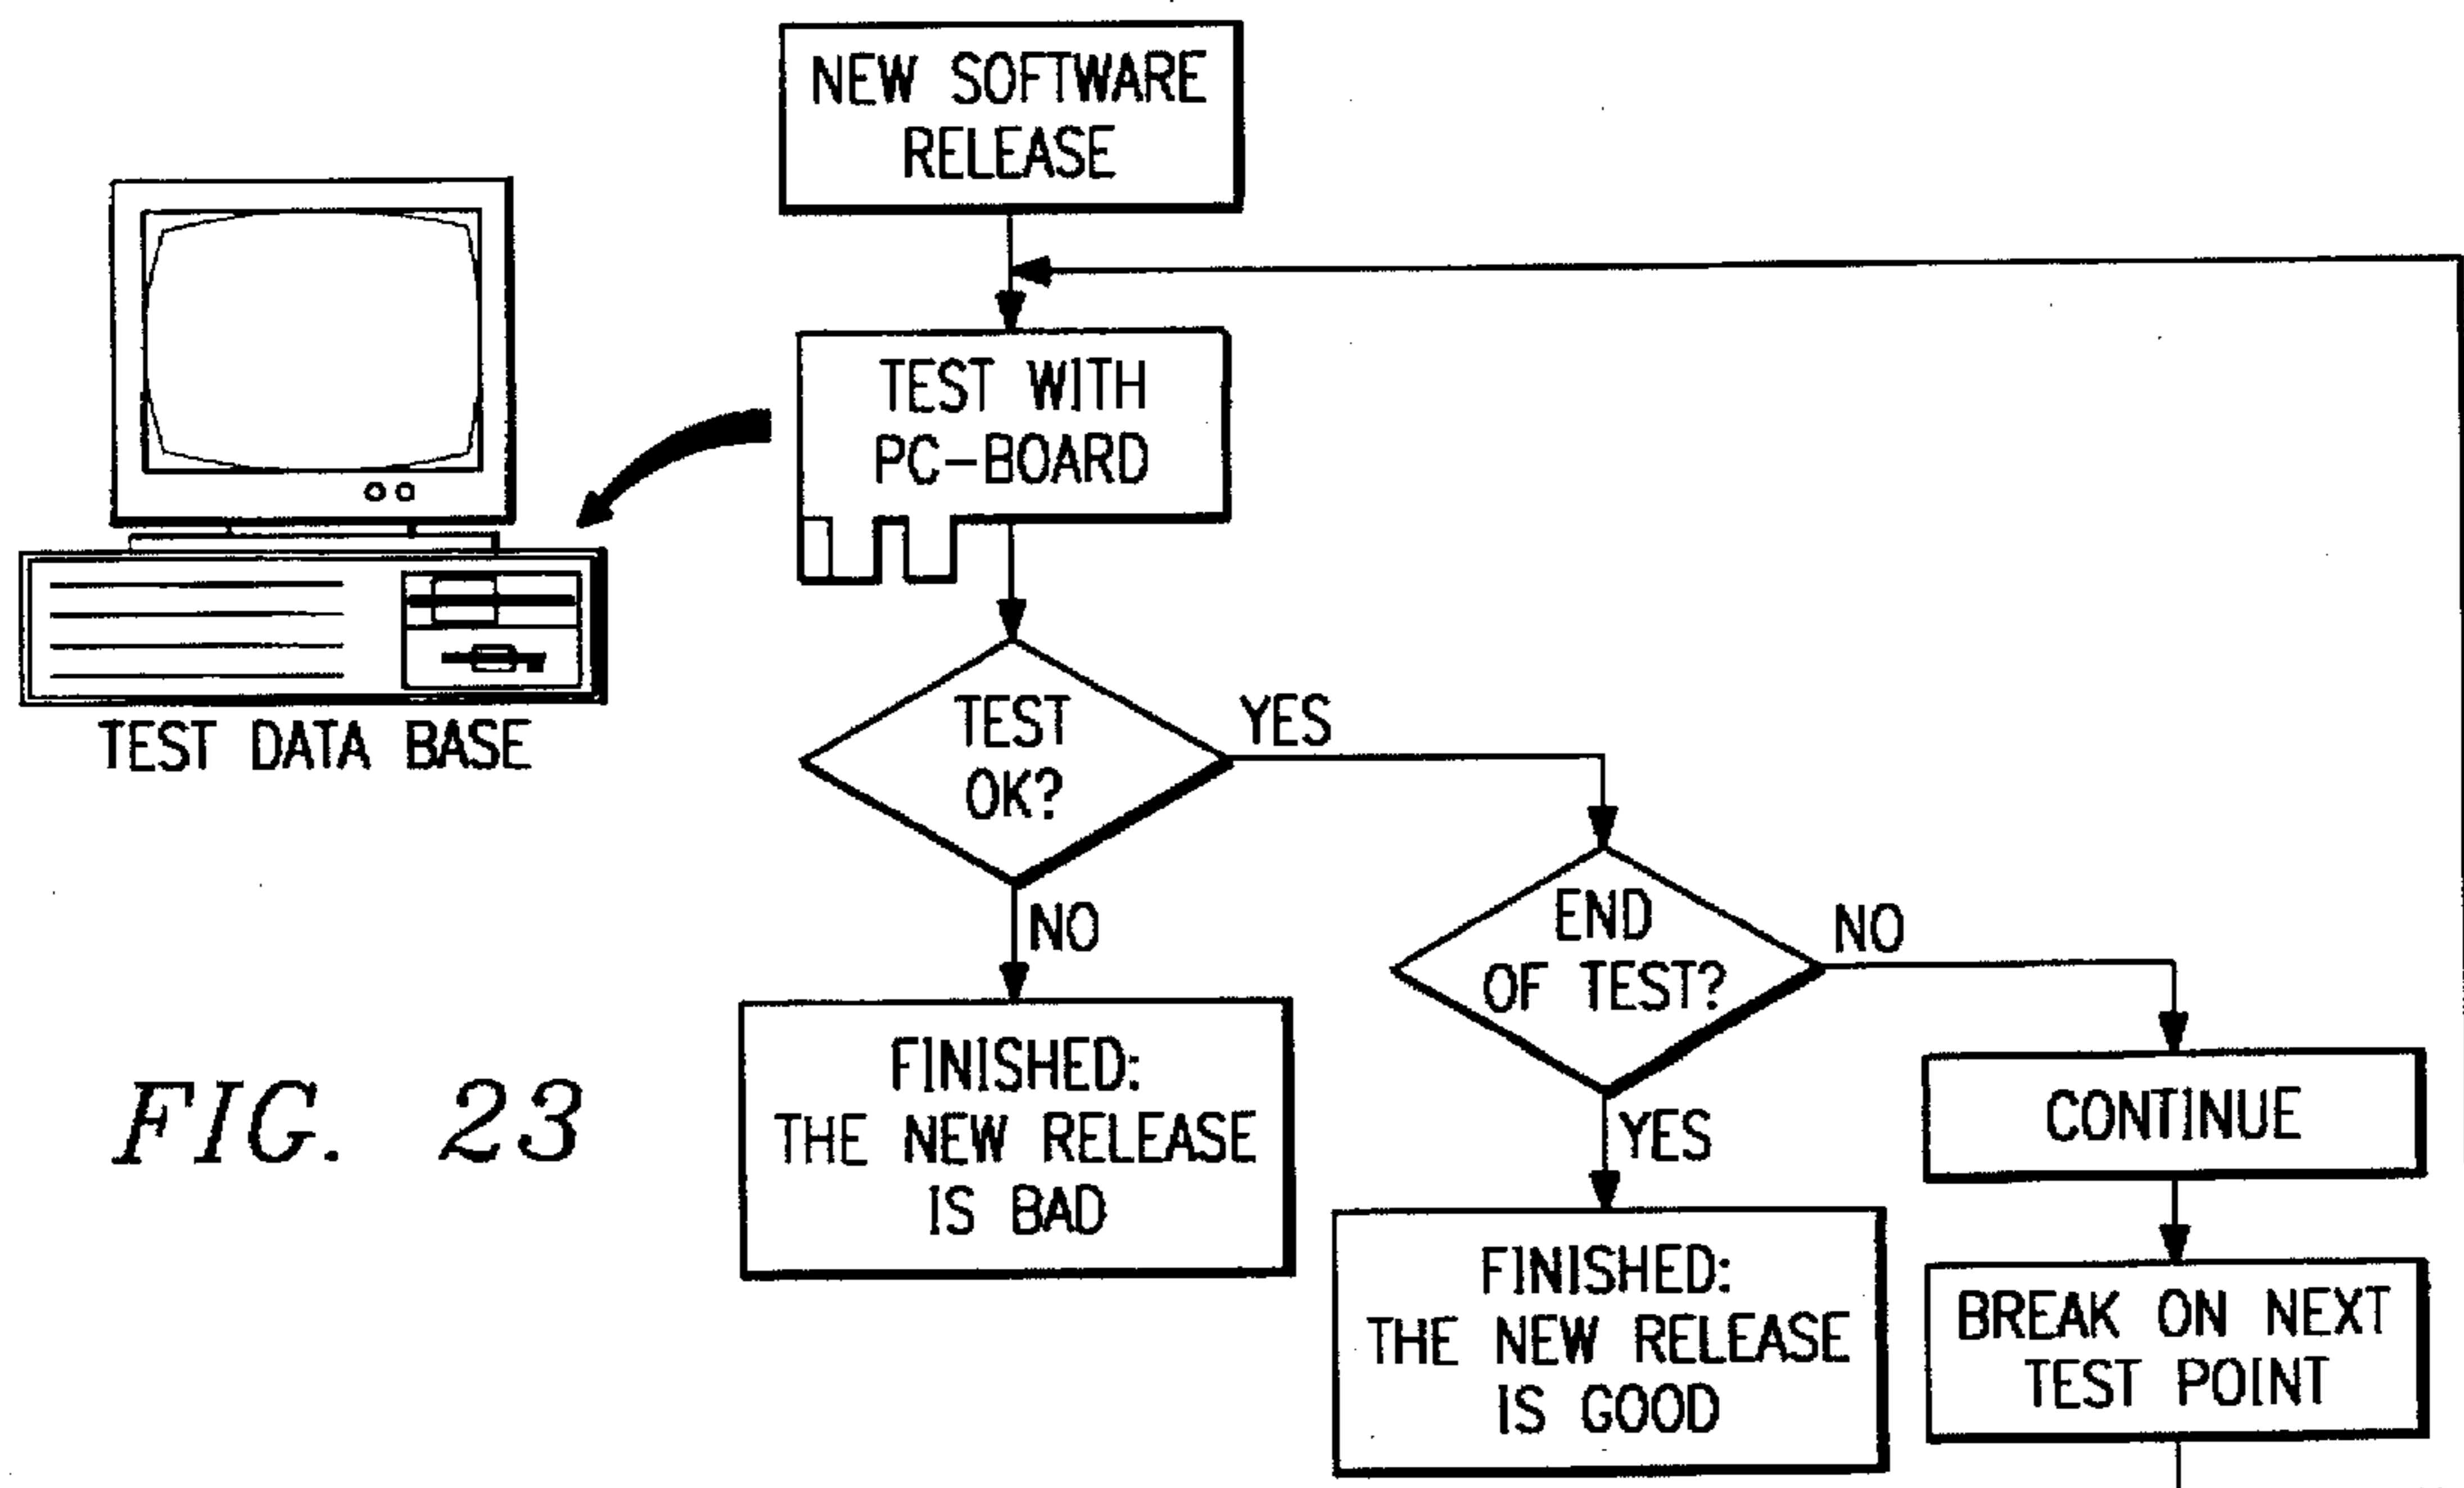 NEW SOFTWARE
RELEASE
TEST WITH
PC-BOARD
TEST DATA BASE
TEST
OK?
YES
NO
END
OF TEST?
NO
YES
FINISHED:
THE NEW RELEASE
IS BAD
CONTINUE
FINISHED:
THE NEW RELEASE
IS GOOD
BREAK ON NEXT
TEST POINT
FIG. 23